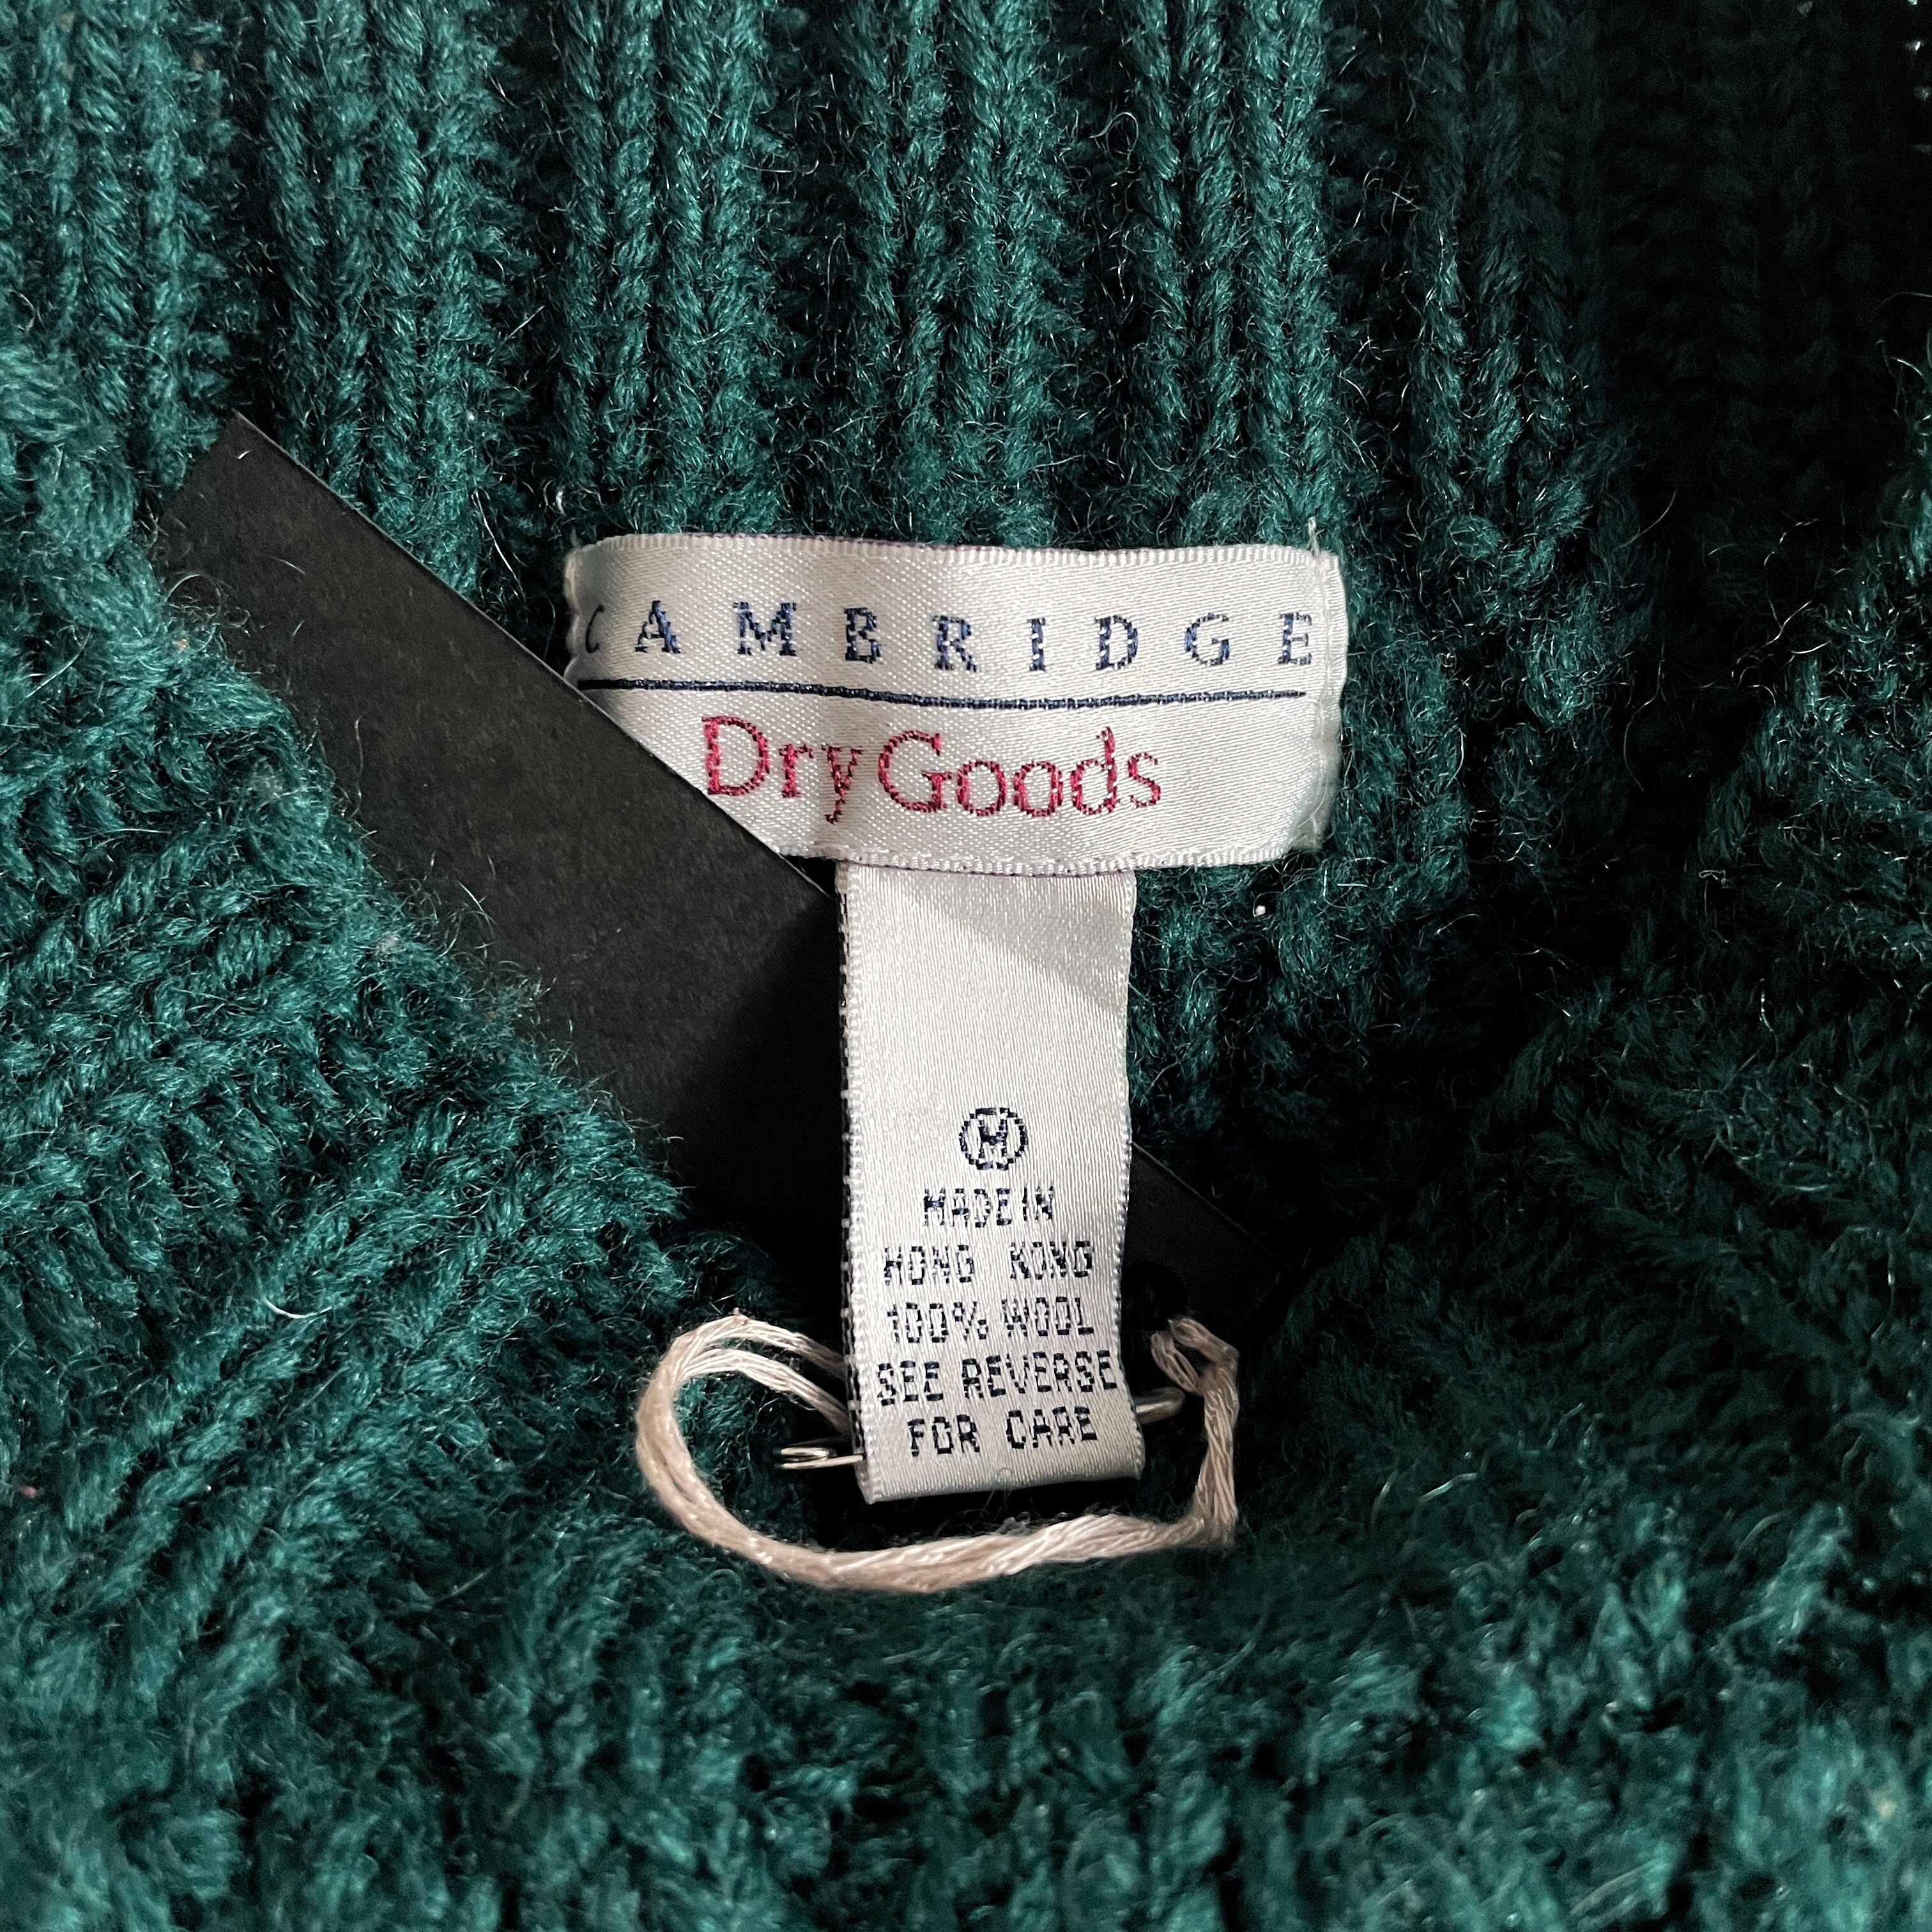 CAMBRIDGE
Dry Goods
M
MADE IN
HONG KONG
100% WOOL
SEE REVERSE
FOR CARE